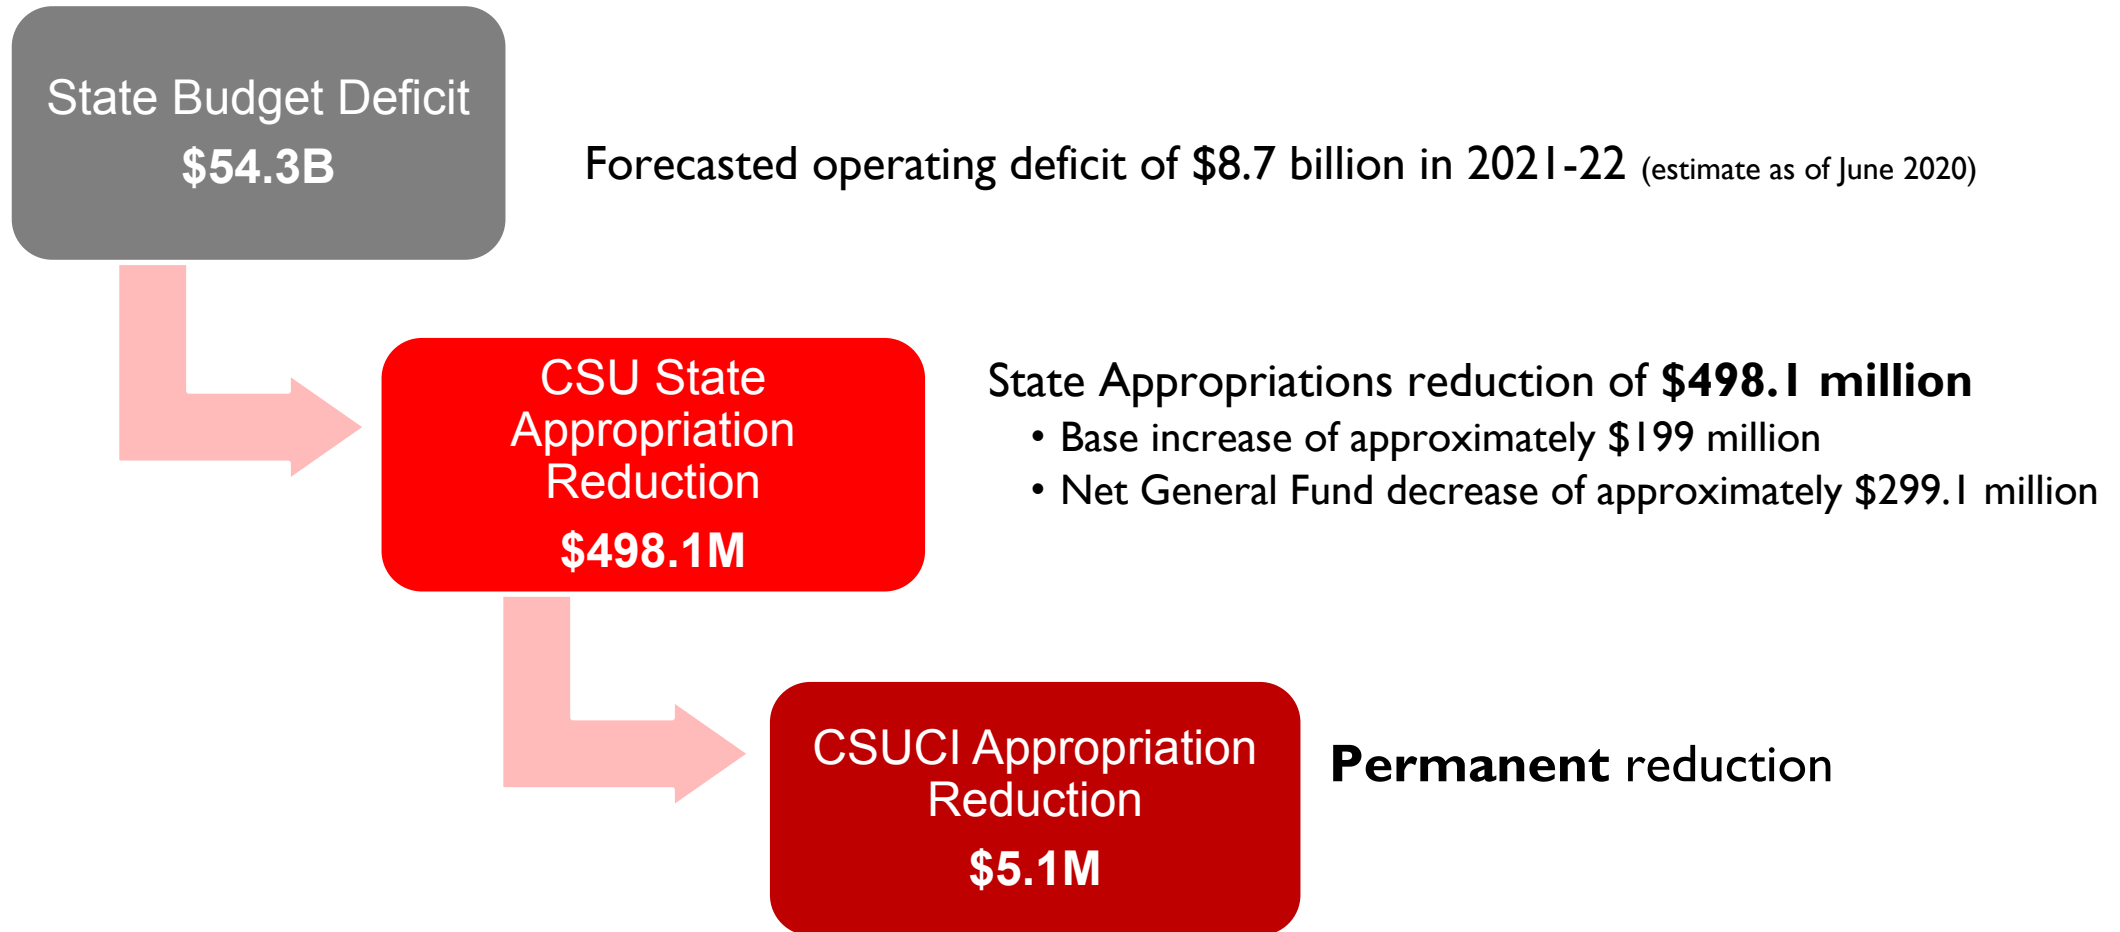 State Budget Deficit
$54.3B
Forecasted operating deficit of $8.7 billion in 2021-22 (estimate as of June 2020)
CSU State
Appropriation
Reduction
$498.1M
State Appropriations reduction of $498.1 million
• Base increase of approximately $199 million
• Net General Fund decrease of approximately $299.1 million
CSUCI Appropriation
Reduction
$5.1M
Permanent reduction